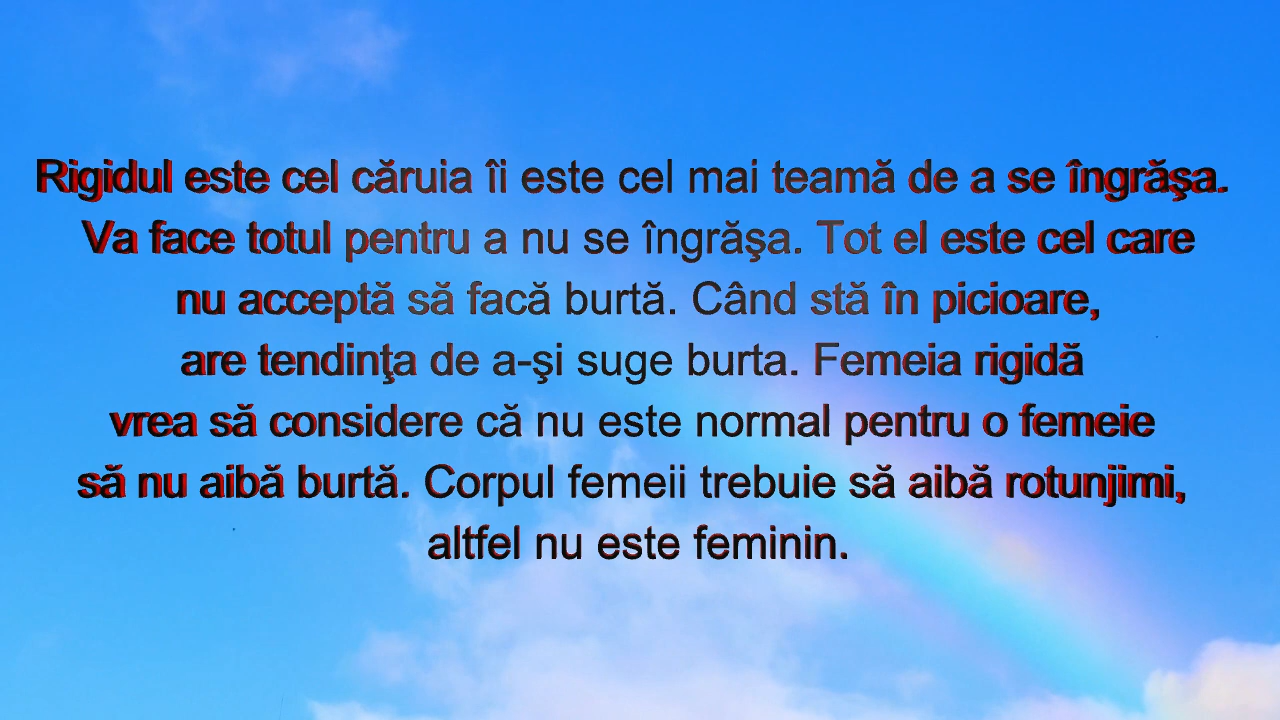 Rigidul este cel căruia îi este cel mai teamă de a se îngrăşa.
Va face totul pentru a nu se îngrăşa. Tot el este cel care
nu acceptă să facă burtă. Când stă în picioare,
are tendinţa de a-şi suge burta. Femeia rigidă
vrea să considere că nu este normal pentru o femeie
să nu aibă burtă. Corpul femeii trebuie să aibă rotunjimi,
altfel nu este feminin.